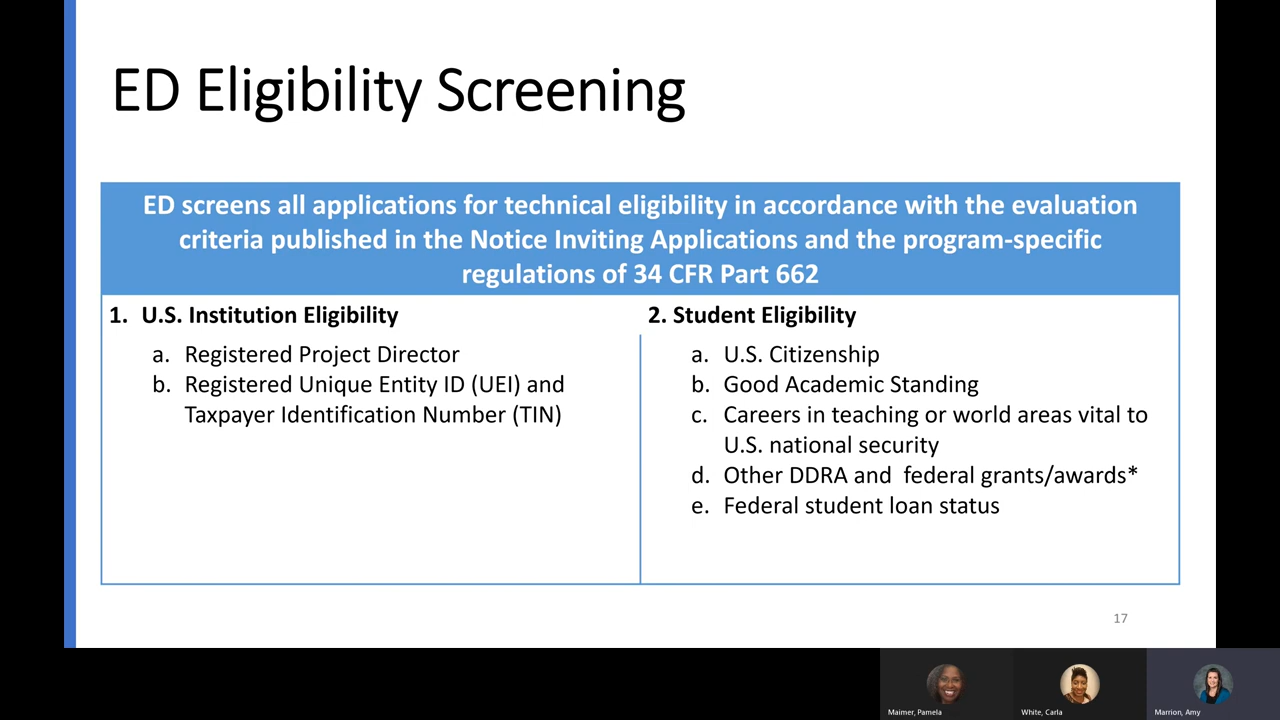 ED Eligibility Screening
ED screens all applications for technical eligibility in accordance with the evaluation
criteria published in the Notice Inviting Applications and the program-specific
regulations of 34 CFR Part 662
1. U.S. Institution Eligibility
a. Registered Project Director
b. Registered Unique Entity ID (UEI) and
Taxpayer Identification Number (TIN)
2. Student Eligibility
a. U.S. Citizenship
b. Good Academic Standing
c. Careers in teaching or world areas vital to
U.S. national security
d. Other DDRA and federal grants/awards*
e. Federal student loan status
17
Maimer, Pamela
White, Carla
Marrion, Amy